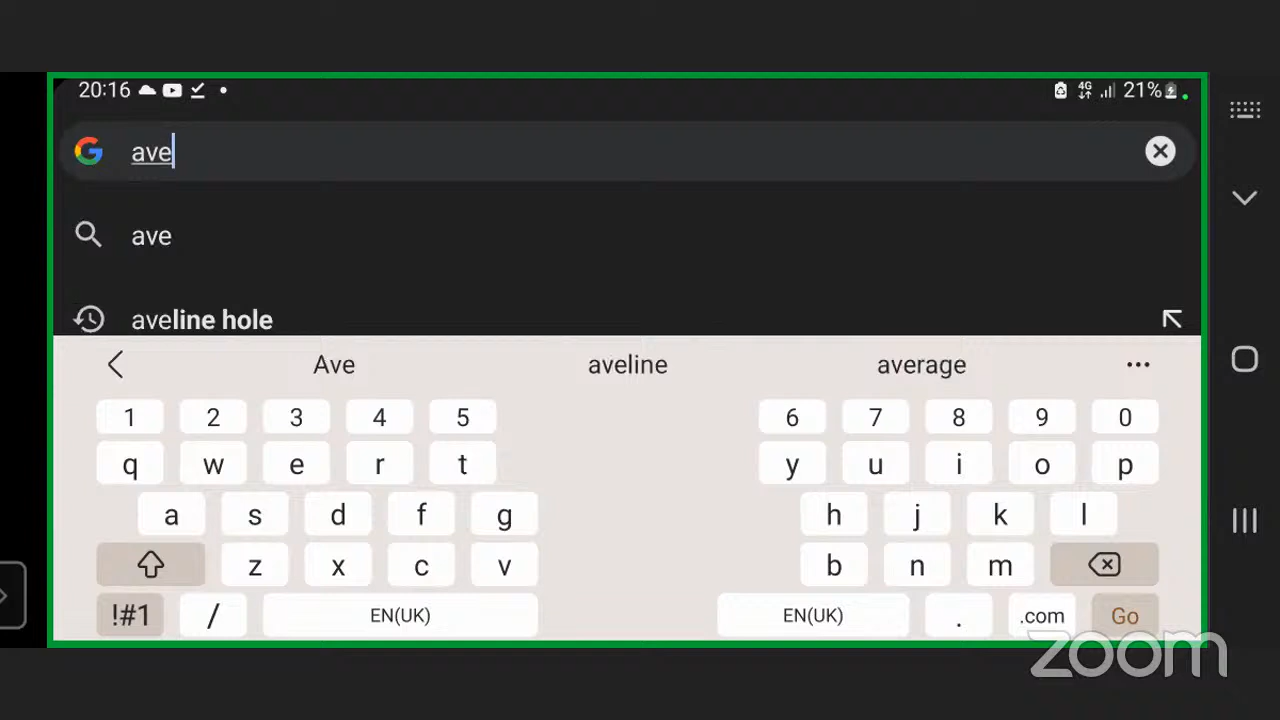 20:16 4G 21%
ave
ave
aveline hole
Ave aveline average
1 2 3 4 5 6 7 8 9 0
q w e r t y u i o p
a s d f g h j k l
z x c v b n m
!#1 / EN(UK) EN(UK) . .com Go
zoom